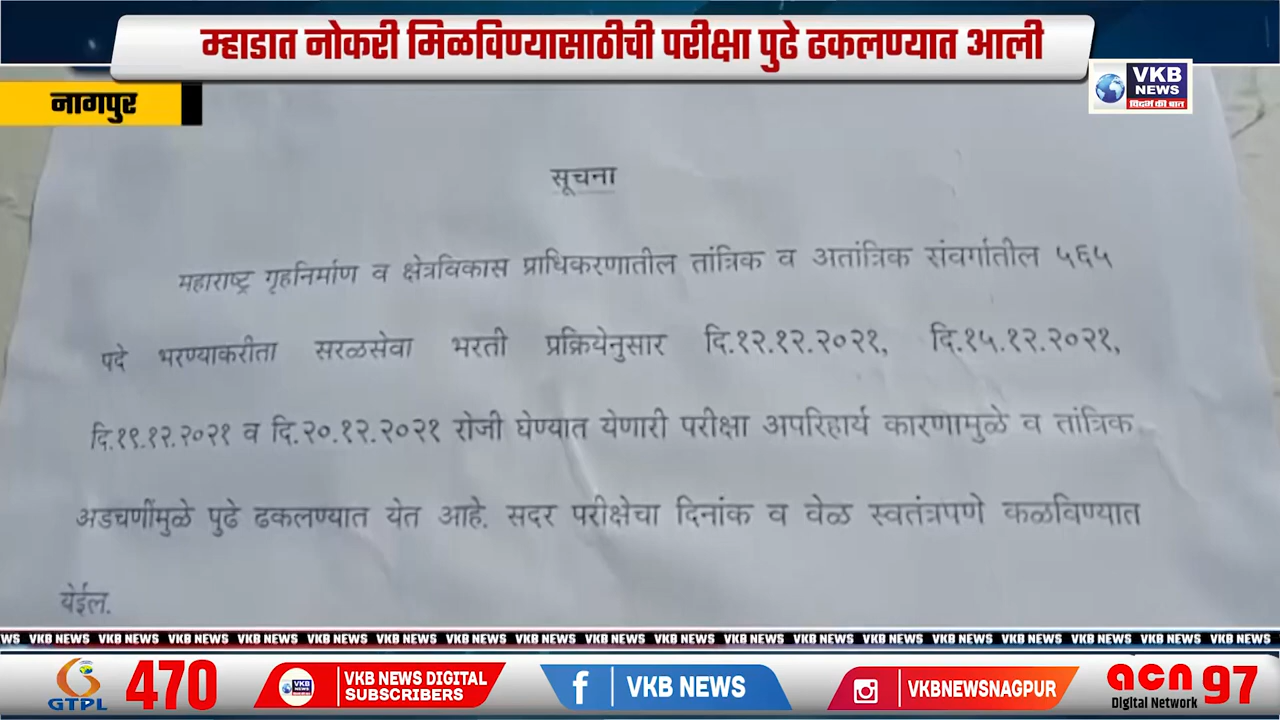 म्हाडात नोकरी मिळविण्यासाठीची परीक्षा पुढे ढकलण्यात आली
VKB
NEWS
विदर्भ की बात
नागपुर
सूचना
महाराष्ट्र गृहनिर्माण व क्षेत्रविकास प्राधिकरणातील तांत्रिक व अतांत्रिक संवर्गातील ५६५
पदे भरण्याकरीता सरळसेवा भरती प्रक्रियेनुसार दि.१२.१२.२०२१, दि.१५.१२.२०२१,
दि.१९.१२.२०२१ व दि.२०.१२.२०२१ रोजी घेण्यात येणारी परीक्षा अपरिहार्य कारणामुळे व तांत्रिक
अडचणींमुळे पुढे ढकलण्यात येत आहे. सदर परीक्षेचा दिनांक व वेळ स्वतंत्रपणे कळविण्यात
येईल.
WS VKB NEWS VKB NEWS VKB NEWS VKB NEWS VKB NEWS VKB NEWS VKB NEWS VKB NEWS VKB NEWS VKB NEWS VKB NEWS VKB NEWS VKB NEWS VKB NEWS VKB NEWS VKB NEWS VKB NEWS VKB NEWS
GTPL 470 VKB NEWS VKB NEWS DIGITAL SUBSCRIBERS f VKB NEWS VKBNEWSNAGPUR acn Digital Network 97